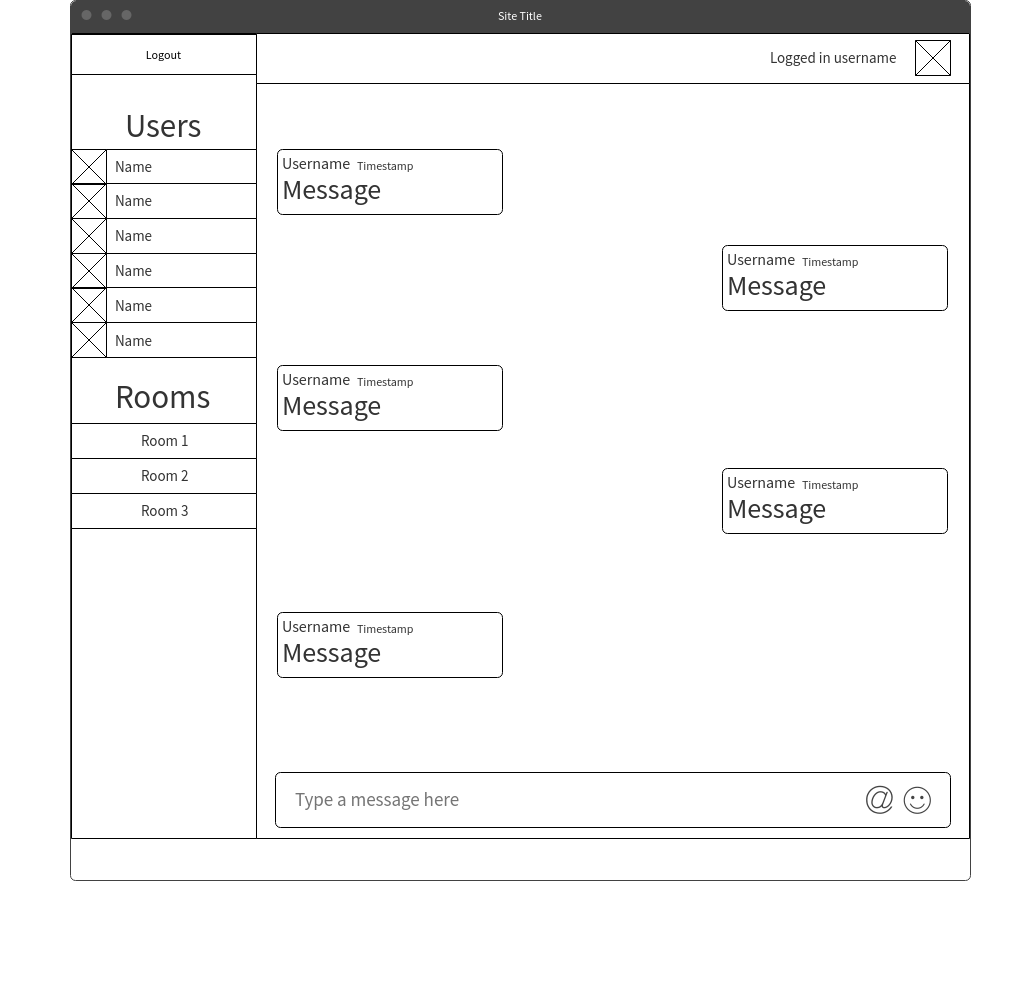 Site Title
Logout
Logged in username
Users
Name
Name
Name
Name
Name
Name
Rooms
Room 1
Room 2
Room 3
Username Timestamp
Message
Username Timestamp
Message
Username Timestamp
Message
Username Timestamp
Message
Username Timestamp
Message
Type a message here @